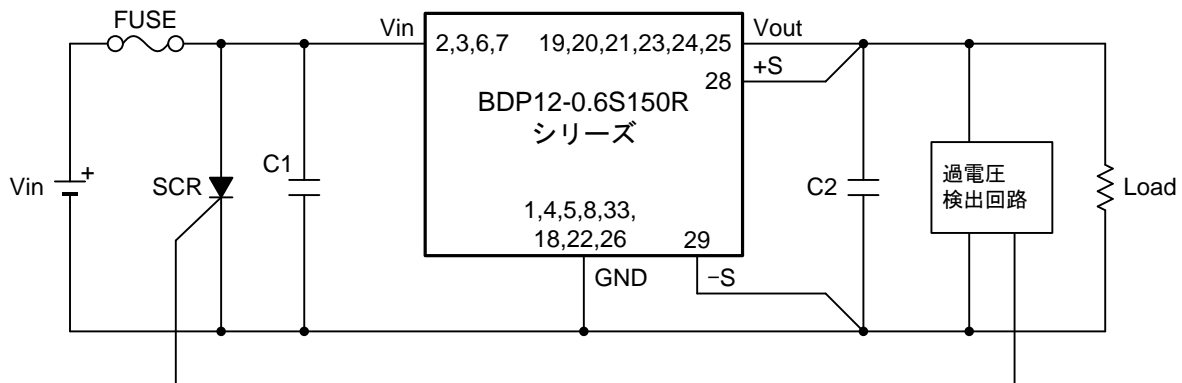 FUSE
Vin
2,3,6,7
19,20,21,23,24,25
Vout
28
+S
BDP12-0.6S150R
シリーズ
Vin
+
SCR
C1
C2
過電圧
検出回路
Load
1,4,5,8,33,
18,22,26
29
GND
−S